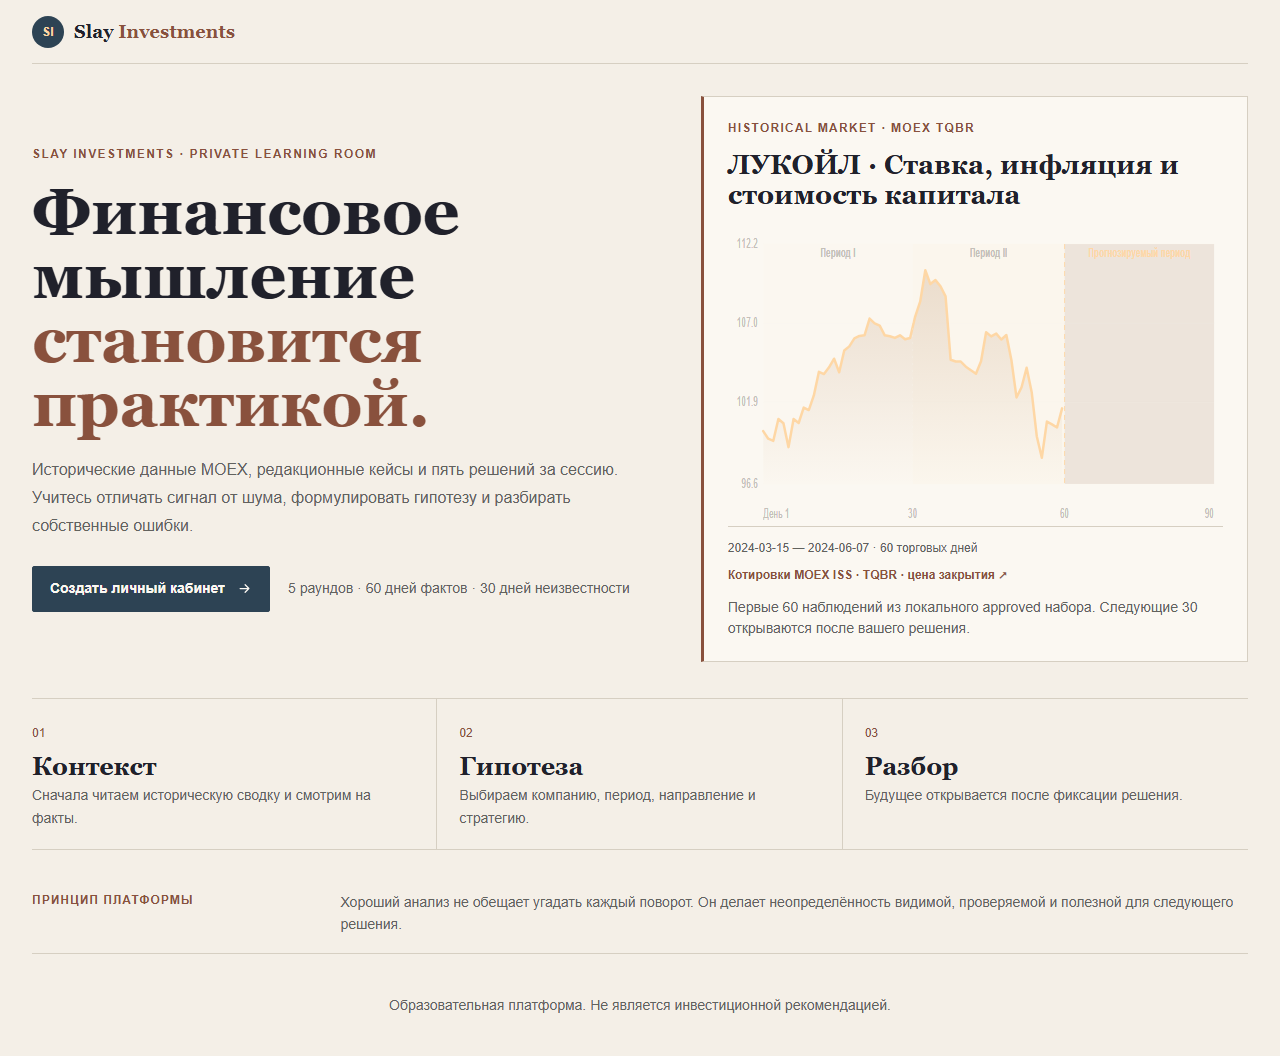 SI Slay Investments
SLAY INVESTMENTS · PRIVATE LEARNING ROOM
Финансовое
мышление
становится
практикой.
Исторические данные MOEX, редакционные кейсы и пять решений за сессию.
Учитесь отличать сигнал от шума, формулировать гипотезу и разбирать
собственные ошибки.
Создать личный кабинет →
5 раундов · 60 дней фактов · 30 дней неизвестности
HISTORICAL MARKET · MOEX TQBR
ЛУКОЙЛ · Ставка, инфляция и
стоимость капитала
112.2
Период I
Период II
Прогнозируемый период
107.0
101.9
96.6
День 1
30
60
90
2024-03-15 — 2024-06-07 · 60 торговых дней
Котировки MOEX ISS · TQBR · цена закрытия ↗
Первые 60 наблюдений из локального approved набора. Следующие 30
открываются после вашего решения.
01
Контекст
Сначала читаем историческую сводку и смотрим на
факты.
02
Гипотеза
Выбираем компанию, период, направление и
стратегию.
03
Разбор
Будущее открывается после фиксации решения.
ПРИНЦИП ПЛАТФОРМЫ
Хороший анализ не обещает угадать каждый поворот. Он делает неопределённость видимой, проверяемой и полезной для следующего
решения.
Образовательная платформа. Не является инвестиционной рекомендацией.